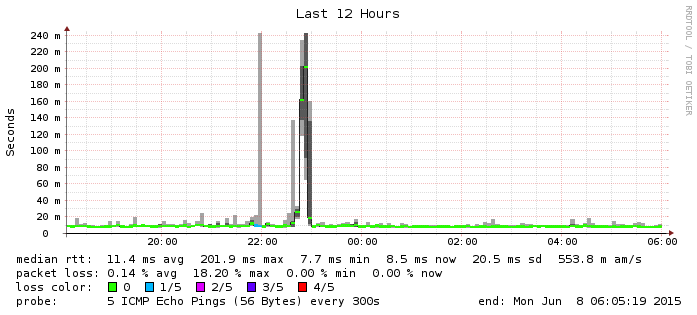 Last 12 Hours
RRDTOOL / TOBI OETIKER
Seconds
240 m
220 m
200 m
180 m
160 m
140 m
120 m
100 m
80 m
60 m
40 m
20 m
0
20:00 22:00 00:00 02:00 04:00 06:00
median rtt: 11.4 ms avg 201.9 ms max 7.7 ms min 8.5 ms now 20.5 ms sd 553.8 m am/s
packet loss: 0.14 % avg 18.20 % max 0.00 % min 0.00 % now
loss color: 0 1/5 2/5 3/5 4/5
probe: 5 ICMP Echo Pings (56 Bytes) every 300s end: Mon Jun 8 06:05:19 2015